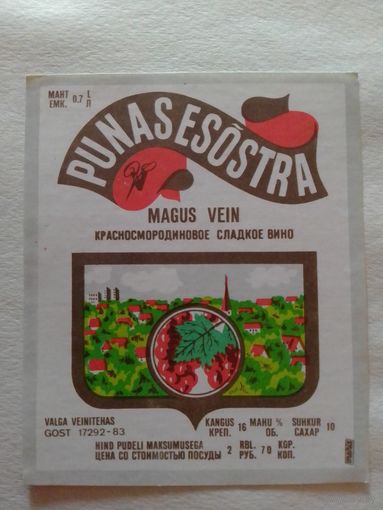 MAHT 0.7 L
ЕМК. Л
PUNASESÕSTRA
MAGUS VEIN
КРАСНОСМОРОДИНОВОЕ СЛАДКОЕ ВИНО
VALGA VEINITEHAS
GOST 17292-83
KANGUS 16 MAHU % SUHKUR 10
КРЕП. ОБ. САХАР
HIND PUDELI MAKSUMUSEGA 2 RBL. 70 KOP.
ЦЕНА СО СТОИМОСТЬЮ ПОСУДЫ РУБ. КОП.